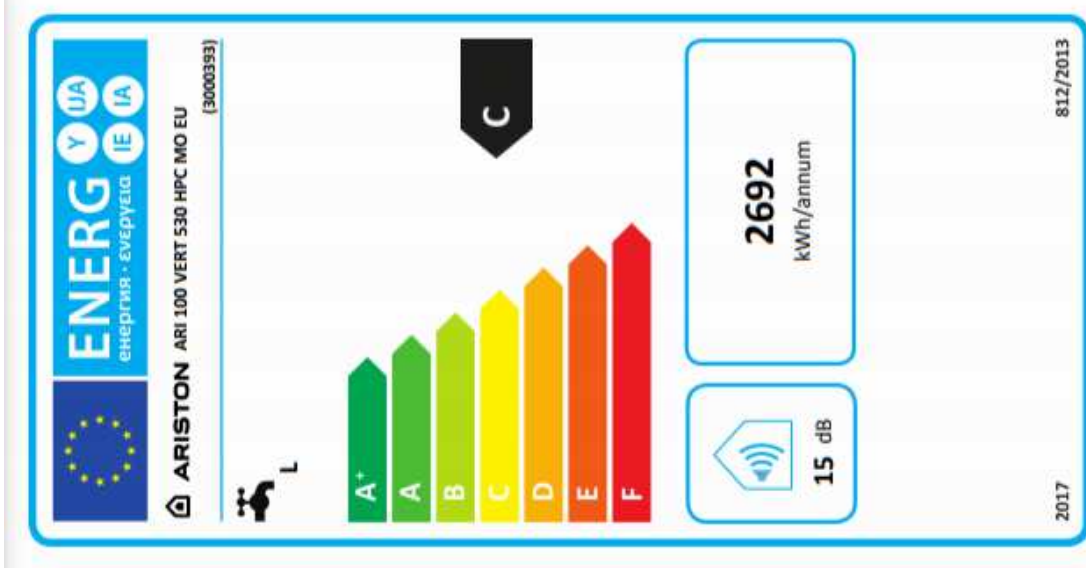 ENERG Y UJA
енергия · ενεργεια IE IA
ARISTON ARI 100 VERT 530 HPC MO EU
(3000393)
L
A+
A
B
C
D
E
F
C
15 dB
2692
kWh/annum
2017
812/2013